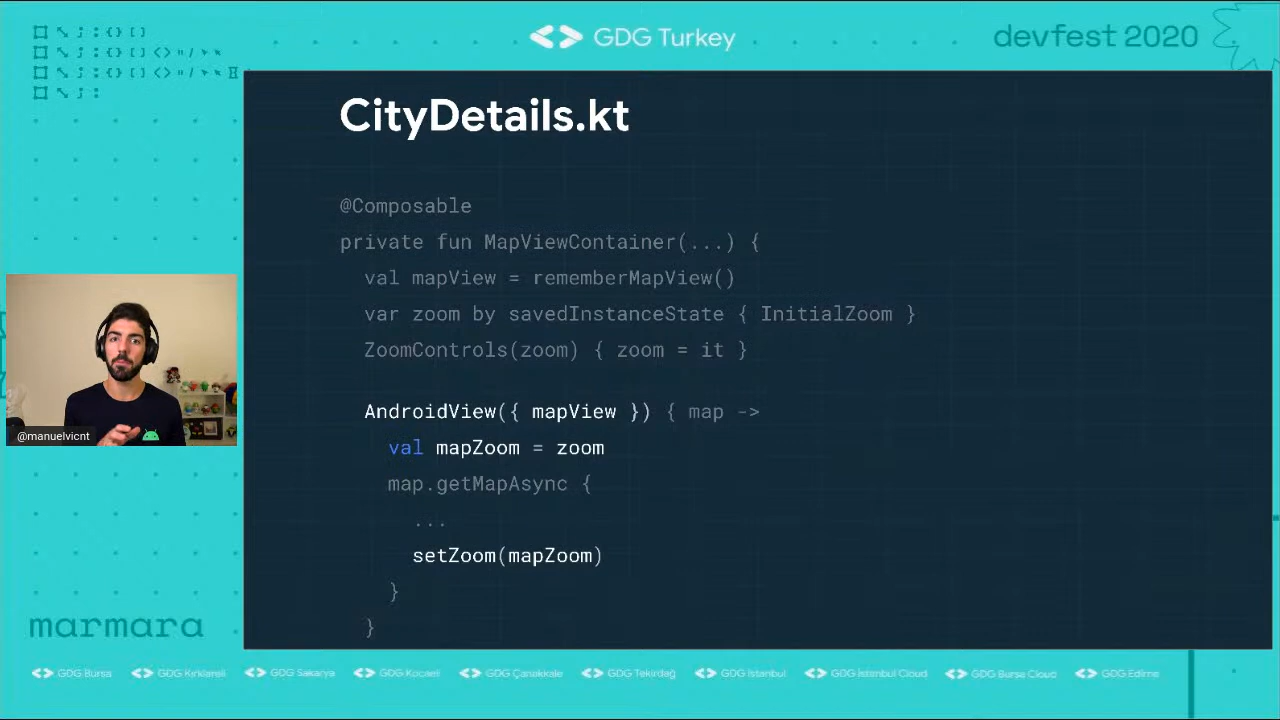 GDG Turkey
devfest 2020
CityDetails.kt
@Composable
private fun MapViewContainer(...) {
val mapView = rememberMapView()
var zoom by savedInstanceState { InitialZoom }
ZoomControls(zoom) { zoom = it }
AndroidView({ mapView }) { map ->
val mapZoom = zoom
map.getMapAsync {
...
setZoom(mapZoom)
}
}
@manuelvicnt
marmara
GDG Bursa GDG Kırklareli GDG Sakarya GDG Kocaeli GDG Çanakkale GDG Tekirdağ GDG İstanbul GDG İstanbul Cloud GDG Bursa Cloud GDG Edirne